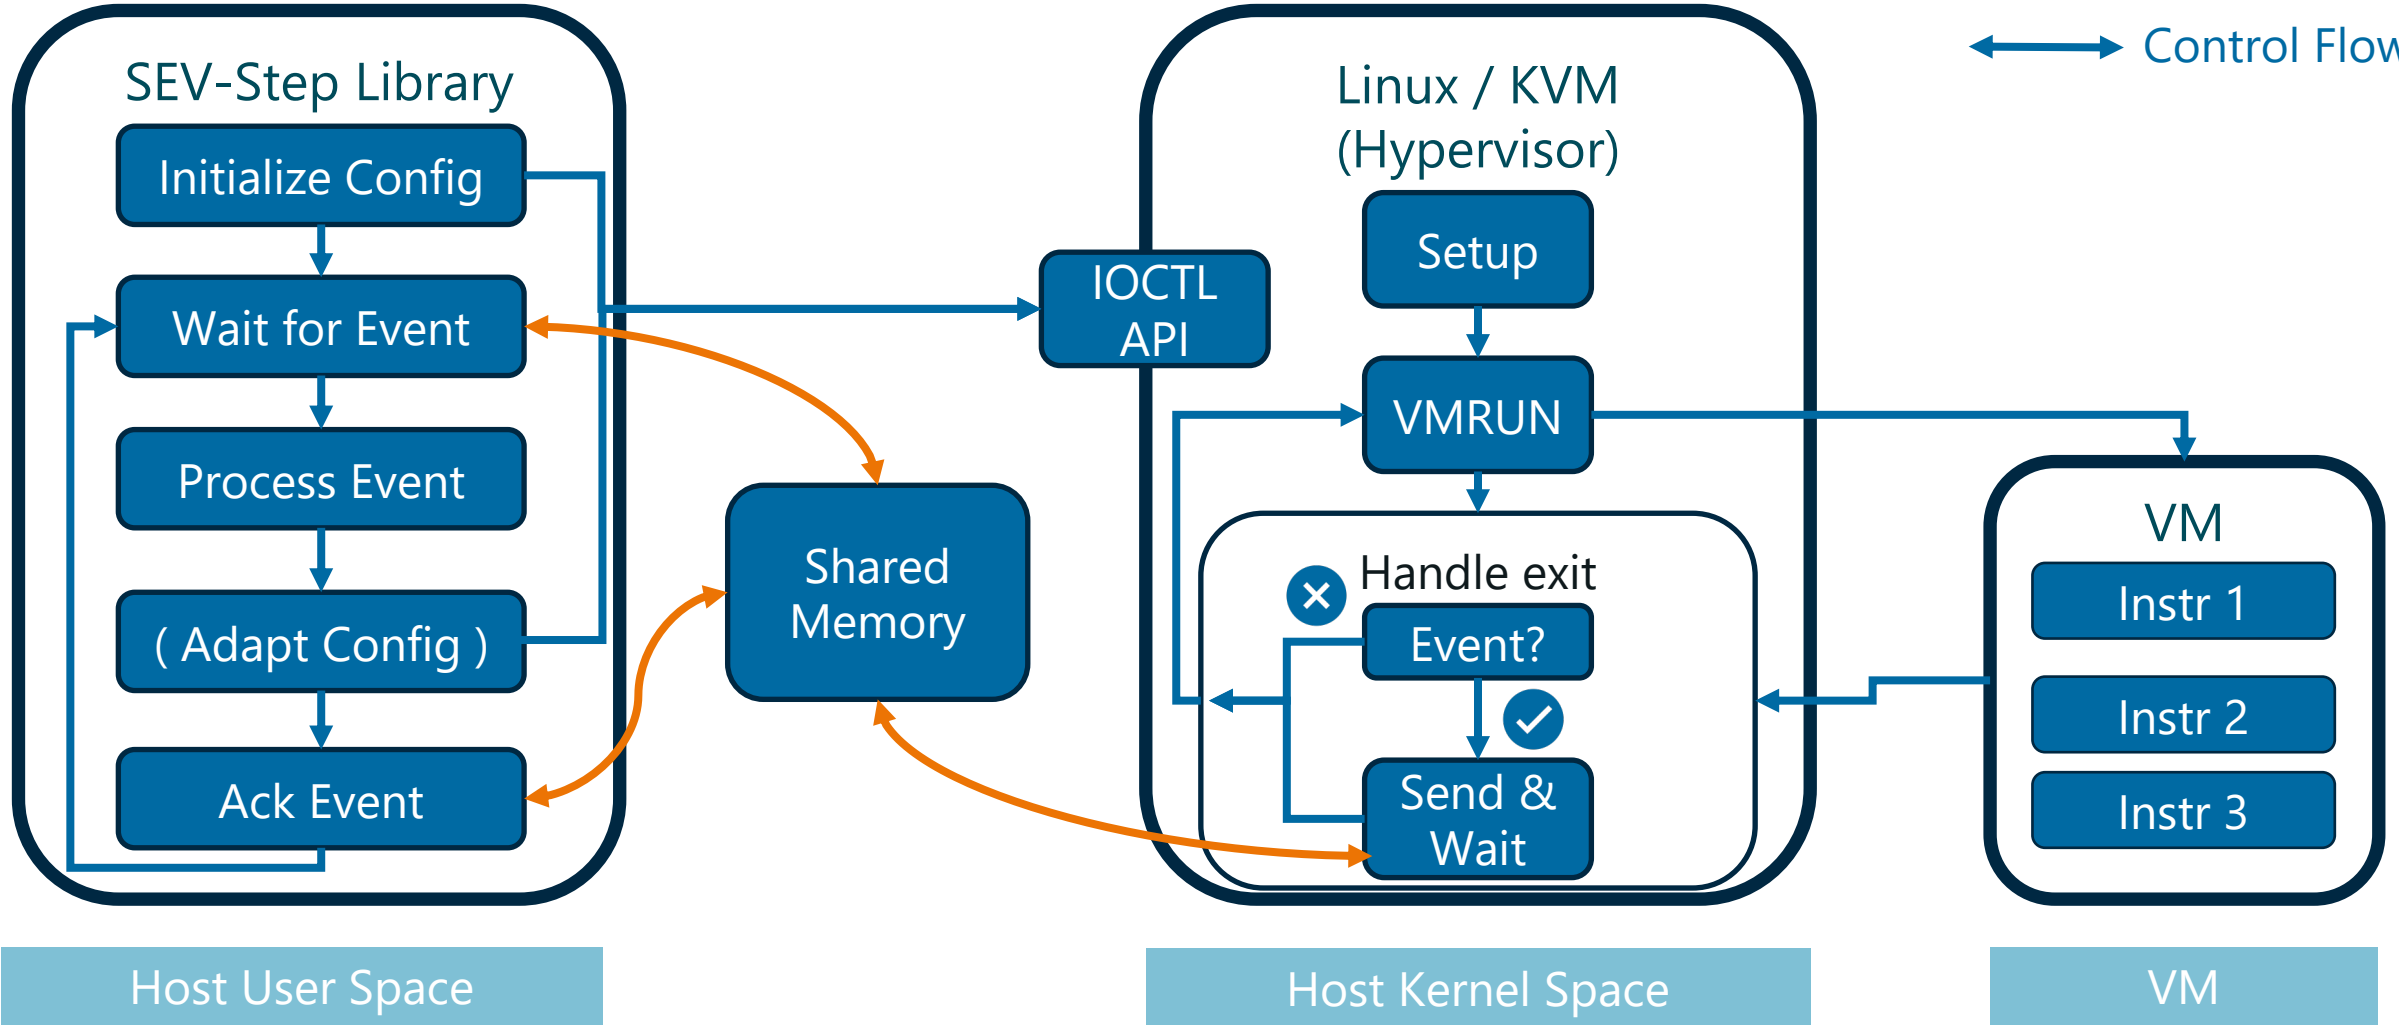 SEV-Step Library
Initialize Config
Wait for Event
Process Event
( Adapt Config )
Ack Event
Host User Space
Shared
Memory
IOCTL
API
Linux / KVM
(Hypervisor)
Setup
VMRUN
Handle exit
Event?
Send &
Wait
Host Kernel Space
Control Flow
VM
Instr 1
Instr 2
Instr 3
VM